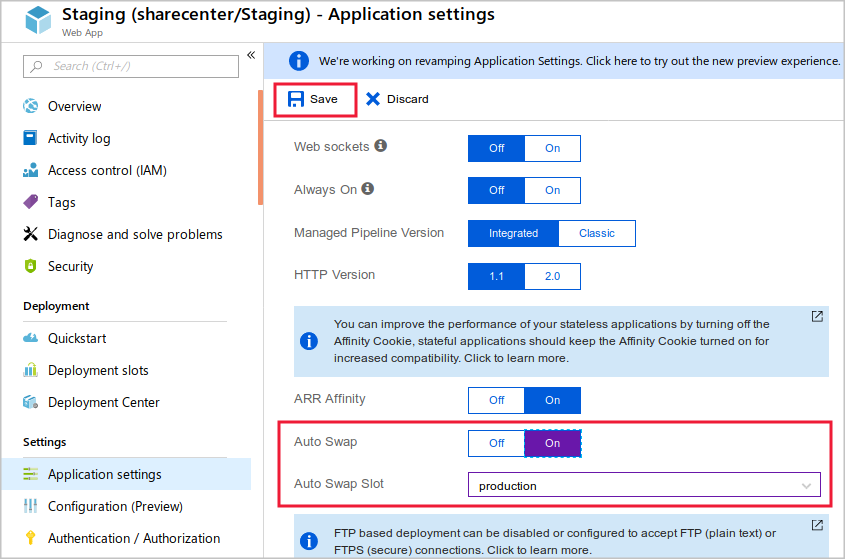 Staging (sharecenter/Staging) - Application settings
Web App
Search (Ctrl+/)
«
Overview
Activity log
Access control (IAM)
Tags
Diagnose and solve problems
Security
Deployment
Quickstart
Deployment slots
Deployment Center
Settings
Application settings
Configuration (Preview)
Authentication / Authorization
We're working on revamping Application Settings. Click here to try out the new preview experience.
Save Discard
Web sockets Off On
Always On Off On
Managed Pipeline Version Integrated Classic
HTTP Version 1.1 2.0
You can improve the performance of your stateless applications by turning off the
Affinity Cookie, stateful applications should keep the Affinity Cookie turned on for
increased compatibility. Click to learn more.
ARR Affinity Off On
Auto Swap Off On
Auto Swap Slot production
FTP based deployment can be disabled or configured to accept FTP (plain text) or
FTPS (secure) connections. Click to learn more.